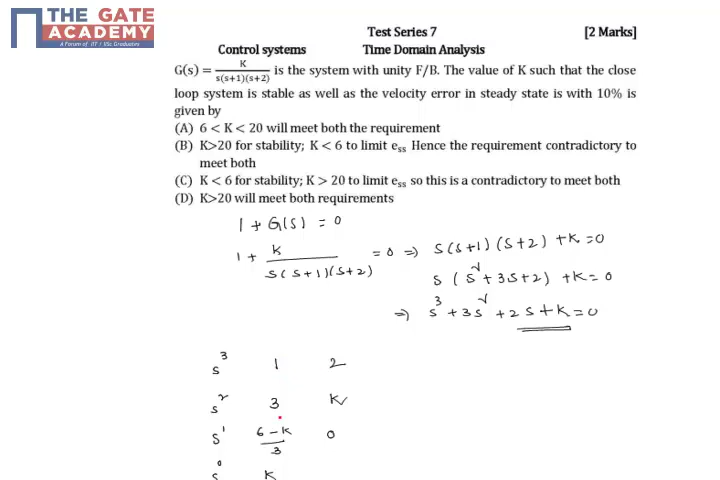 THE GATE
ACADEMY
A Forum of IIT / IISc Graduates
Test Series 7 [2 Marks]
Control systems Time Domain Analysis
G(s) = K/(s(s+1)(s+2)) is the system with unity F/B. The value of K such that the close
loop system is stable as well as the velocity error in steady state is with 10% is
given by
(A) 6 < K < 20 will meet both the requirement
(B) K>20 for stability; K < 6 to limit eₛₛ Hence the requirement contradictory to
meet both
(C) K < 6 for stability; K > 20 to limit eₛₛ so this is a contradictory to meet both
(D) K>20 will meet both requirements
1 + G(s) = 0
1 + K/(s(s+1)(s+2)) = 0 ⇒ s(s+1)(s+2) + K = 0
s(s² + 3s + 2) + K = 0
⇒ s³ + 3s² + 2s + K = 0
s³ 1 2
s² 3 K
s¹ (6 – K)/3 0
s⁰ K